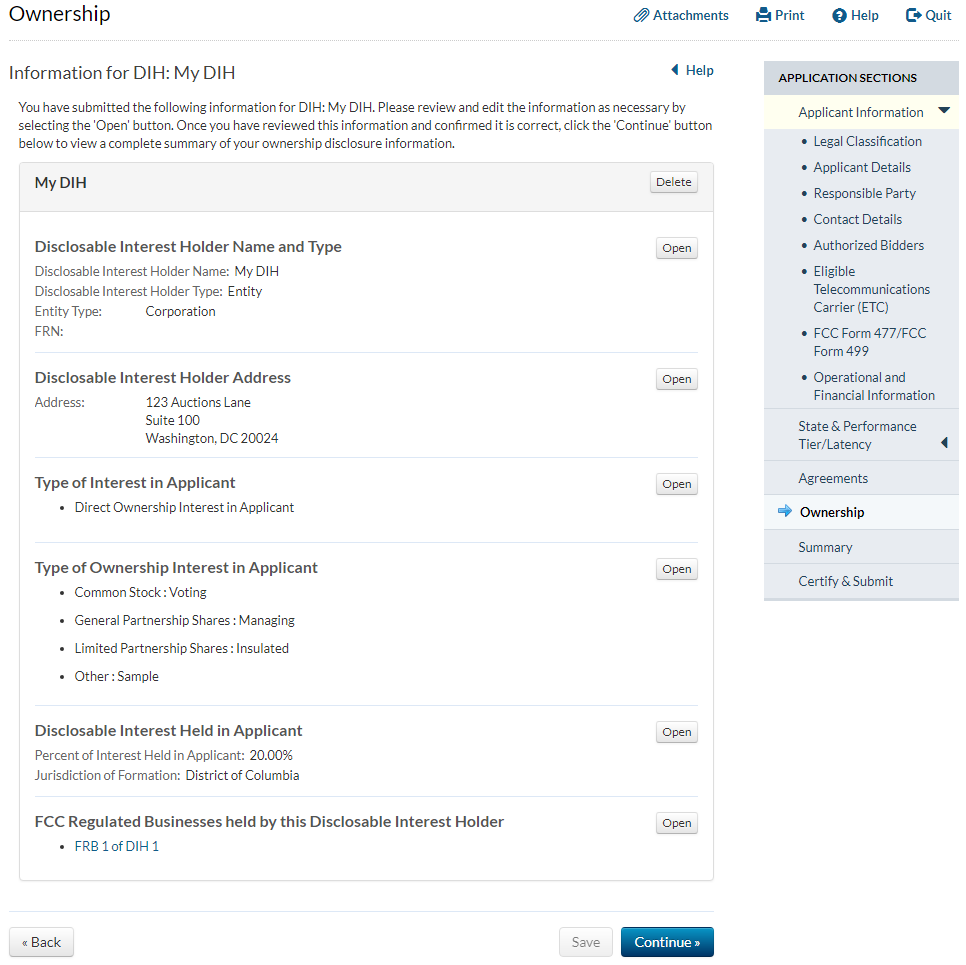 Ownership
Attachments
Print
Help
Quit
Information for DIH: My DIH
Help
You have submitted the following information for DIH: My DIH. Please review and edit the information as necessary by
selecting the 'Open' button. Once you have reviewed this information and confirmed it is correct, click the 'Continue' button
below to view a complete summary of your ownership disclosure information.
My DIH
Delete
Disclosable Interest Holder Name and Type
Open
Disclosable Interest Holder Name: My DIH
Disclosable Interest Holder Type: Entity
Entity Type: Corporation
FRN:
Disclosable Interest Holder Address
Open
Address: 123 Auctions Lane
Suite 100
Washington, DC 20024
Type of Interest in Applicant
Open
• Direct Ownership Interest in Applicant
Type of Ownership Interest in Applicant
Open
• Common Stock : Voting
• General Partnership Shares : Managing
• Limited Partnership Shares : Insulated
• Other : Sample
Disclosable Interest Held in Applicant
Open
Percent of Interest Held in Applicant: 20.00%
Jurisdiction of Formation: District of Columbia
FCC Regulated Businesses held by this Disclosable Interest Holder
Open
• FRB 1 of DIH 1
« Back
Save
Continue »
APPLICATION SECTIONS
Applicant Information
• Legal Classification
• Applicant Details
• Responsible Party
• Contact Details
• Authorized Bidders
• Eligible
Telecommunications
Carrier (ETC)
• FCC Form 477/FCC
Form 499
• Operational and
Financial Information
State & Performance
Tier/Latency
Agreements
Ownership
Summary
Certify & Submit